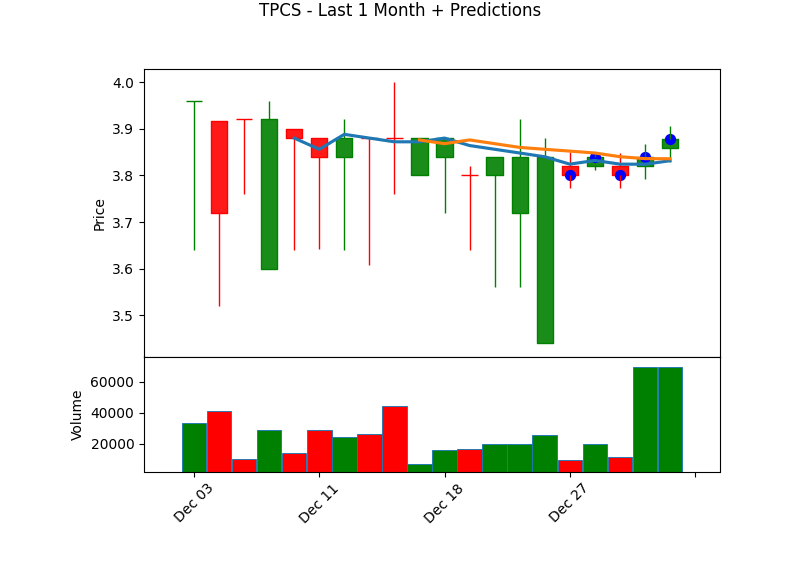 TPCS - Last 1 Month + Predictions
4.0
3.9
3.8
3.7
3.6
3.5
Price
60000
40000
20000
Volume
Dec 03
Dec 11
Dec 18
Dec 27